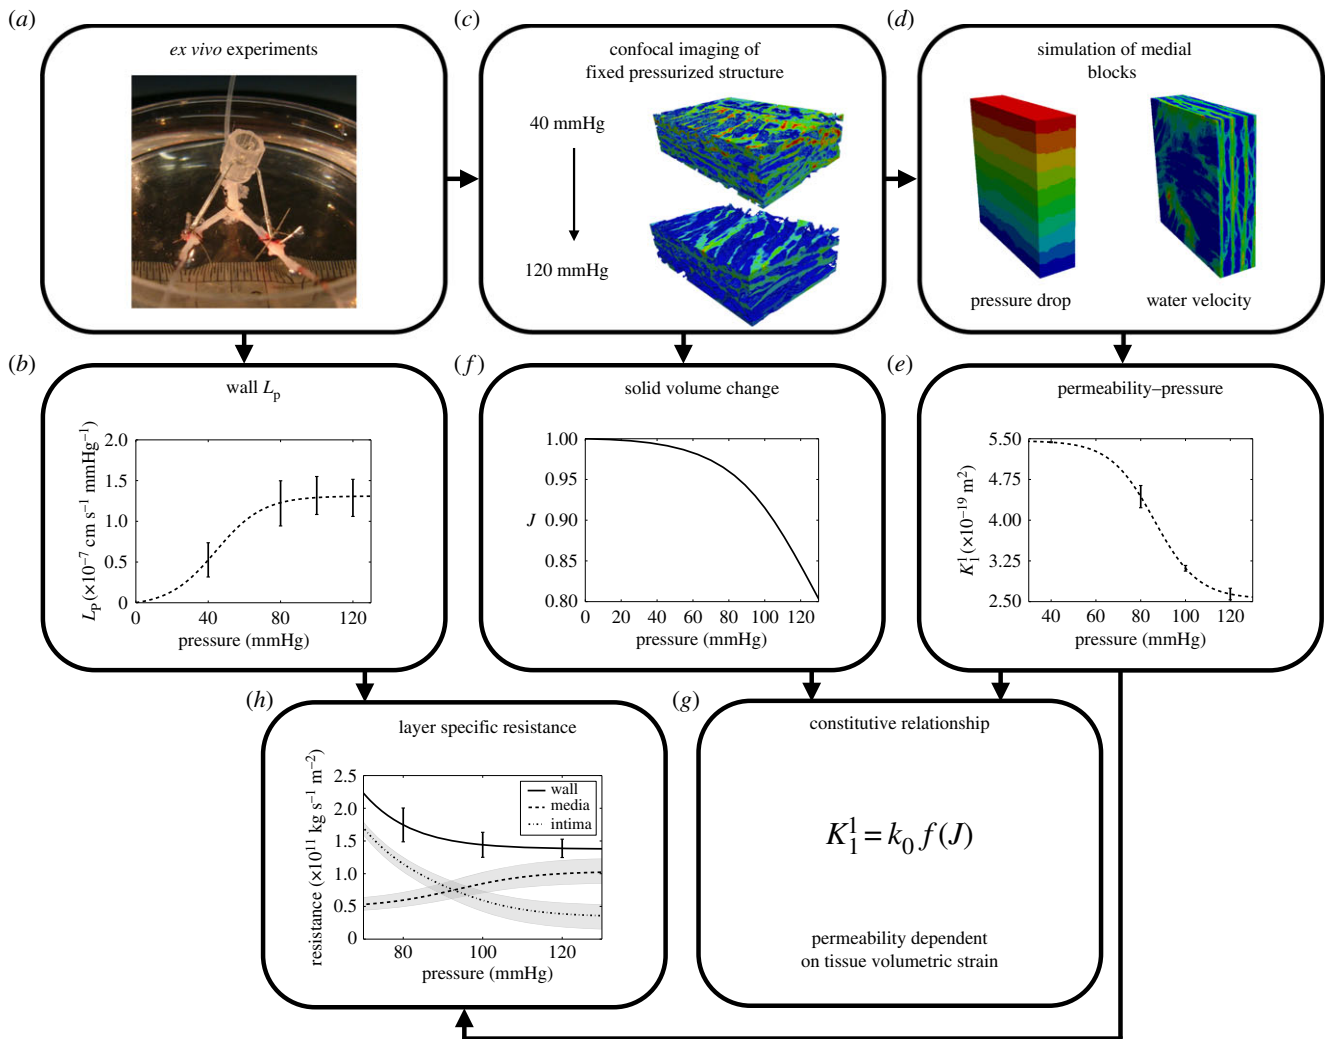 (a)
ex vivo experiments
(c)
confocal imaging of
fixed pressurized structure
40 mmHg
120 mmHg
(d)
simulation of medial
blocks
pressure drop
water velocity
(b)
wall Lp
Lp (×10⁻⁷ cm s⁻¹ mmHg⁻¹)
2.0
1.5
1.0
0.5
0
40 80 120
pressure (mmHg)
(f)
solid volume change
J
1.00
0.95
0.90
0.85
0.80
0 20 40 60 80 100 120
pressure (mmHg)
(e)
permeability–pressure
K₁¹ (×10⁻¹⁹ m²)
5.50
4.75
4.00
3.25
2.50
40 60 80 100 120
pressure (mmHg)
(h)
layer specific resistance
resistance (×10¹¹ kg s⁻¹ m⁻²)
2.5
2.0
1.5
1.0
0.5
0
wall
media
intima
80 100 120
pressure (mmHg)
(g)
constitutive relationship
K₁¹ = k₀ f(J)
permeability dependent
on tissue volumetric strain